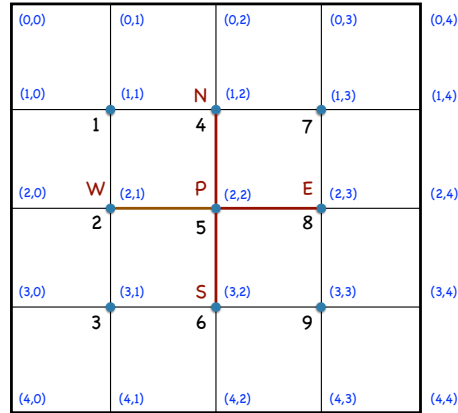 (0,0) (0,1) (0,2) (0,3) (0,4)
N
(1,0) (1,1) (1,2) (1,3) (1,4)
1 4 7
W P E
(2,0) (2,1) (2,2) (2,3) (2,4)
2 5 8
S
(3,0) (3,1) (3,2) (3,3) (3,4)
3 6 9
(4,0) (4,1) (4,2) (4,3) (4,4)